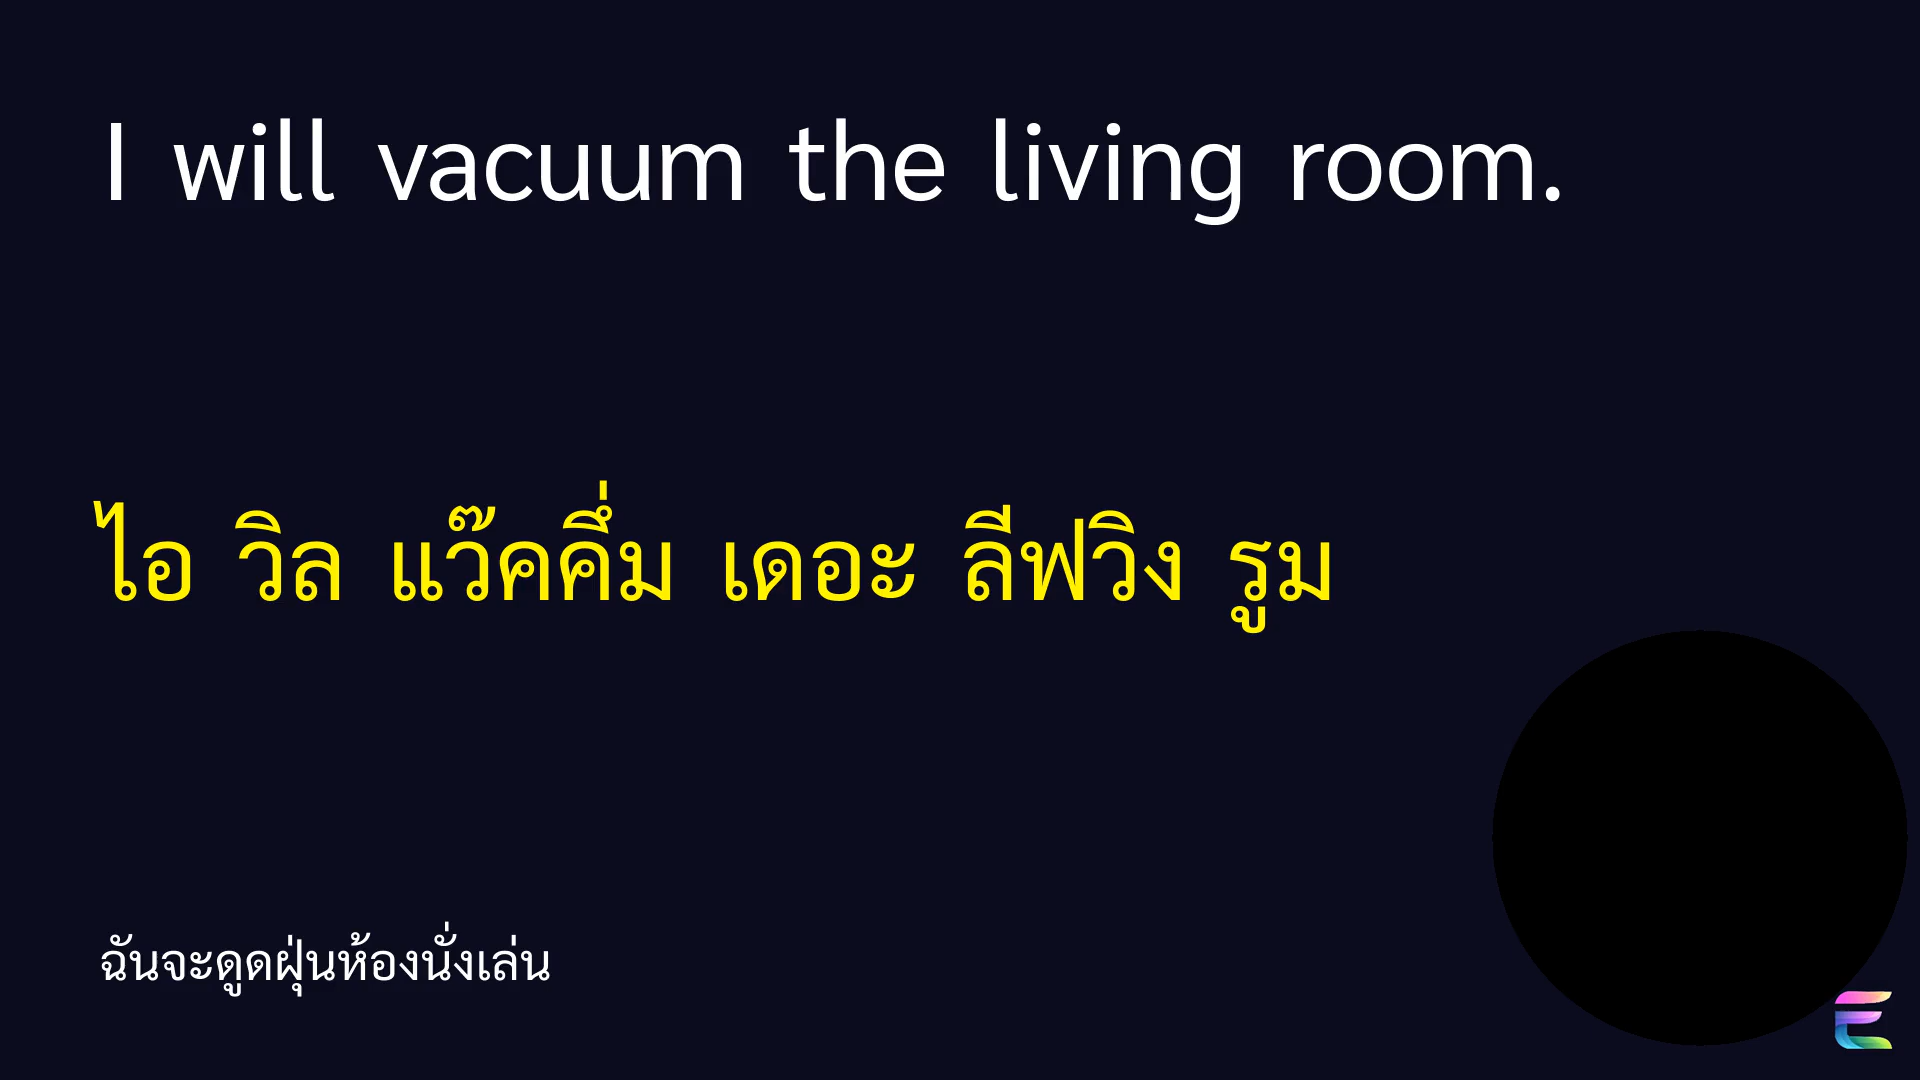 I will vacuum the living room.
ไอ วิล แว๊คคึ่ม เดอะ ลีฟวิง รูม
ฉันจะดูดฝุ่นห้องนั่งเล่น